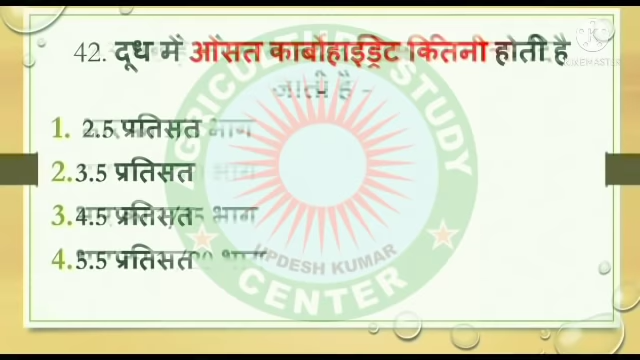 42. दूध में औसत कार्बोहाइड्रेट कितनी होती है
1. 2.5 प्रतिसत
2. 3.5 प्रतिसत
3. 4.5 प्रतिसत
4. 5.5 प्रतिसत
AGRICULTURE STUDY
UPDESH KUMAR
CENTER
KINEMASTER